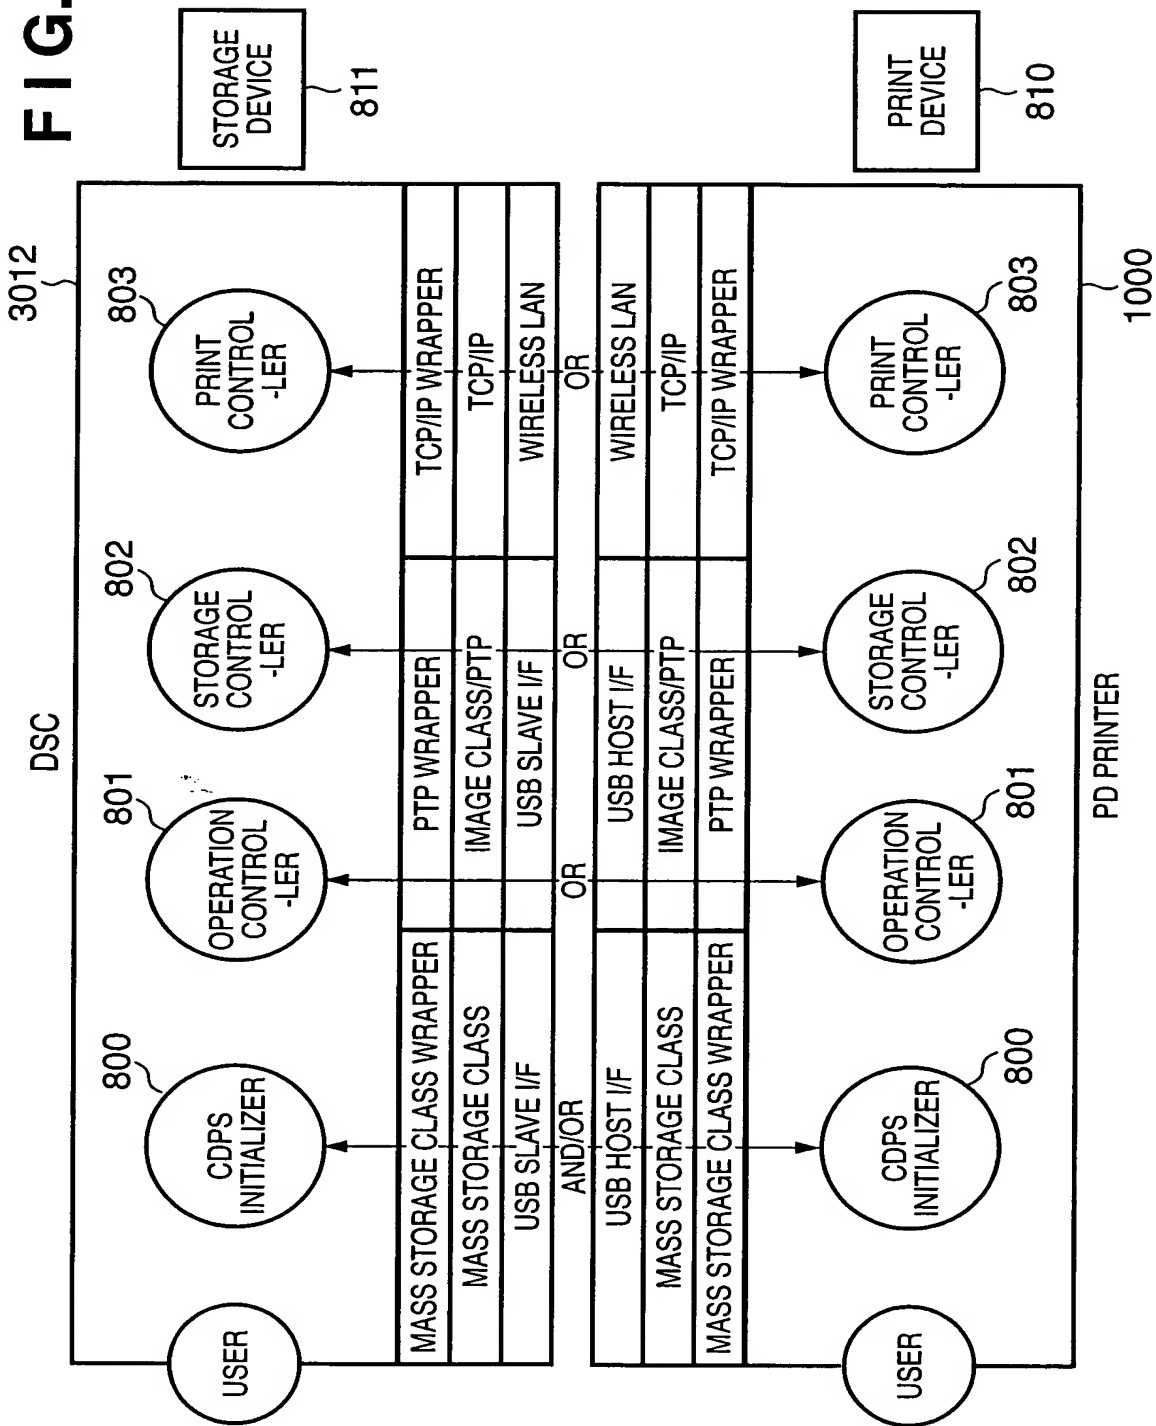 FIG.
3012
DSC
800
801
802
803
USER
CDPS
INITIALIZER
OPERATION
CONTROL
-LER
STORAGE
CONTROL
-LER
PRINT
CONTROL
-LER
STORAGE
DEVICE
811
MASS STORAGE CLASS WRAPPER
PTP WRAPPER
TCP/IP WRAPPER
MASS STORAGE CLASS
IMAGE CLASS/PTP
TCP/IP
USB SLAVE I/F
USB SLAVE I/F
WIRELESS LAN
AND/OR
OR
OR
OR
USB HOST I/F
USB HOST I/F
WIRELESS LAN
MASS STORAGE CLASS
IMAGE CLASS/PTP
TCP/IP
MASS STORAGE CLASS WRAPPER
PTP WRAPPER
TCP/IP WRAPPER
USER
CDPS
INITIALIZER
OPERATION
CONTROL
-LER
STORAGE
CONTROL
-LER
PRINT
CONTROL
-LER
PRINT
DEVICE
810
800
801
802
803
PD PRINTER
1000